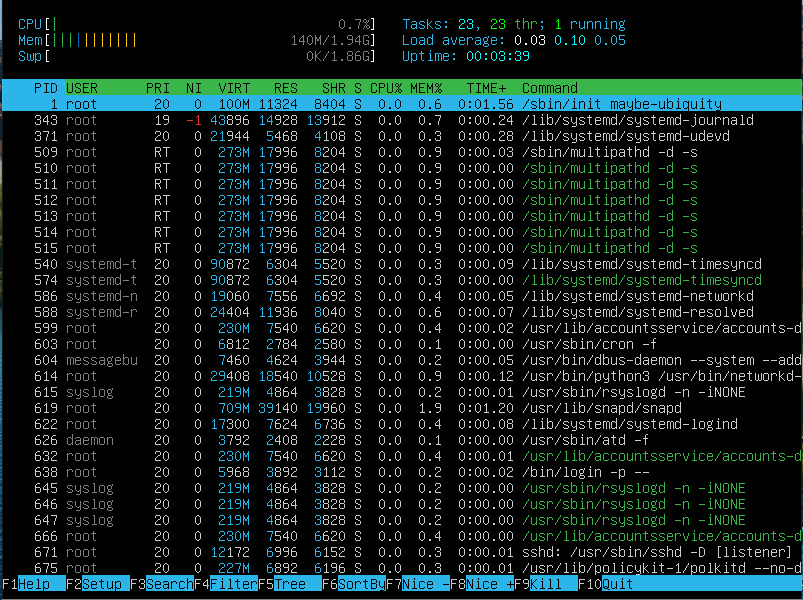 CPU[| 0.7%] Tasks: 23, 23 thr; 1 running
Mem[||||||||||| 140M/1.94G] Load average: 0.03 0.10 0.05
Swp[ 0K/1.86G] Uptime: 00:03:39
PID USER PRI NI VIRT RES SHR S CPU% MEM% TIME+ Command
1 root 20 0 100M 11324 8404 S 0.0 0.6 0:01.56 /sbin/init maybe-ubiquity
343 root 19 -1 43896 14928 13912 S 0.0 0.7 0:00.24 /lib/systemd/systemd-journald
371 root 20 0 21944 5468 4108 S 0.0 0.3 0:00.28 /lib/systemd/systemd-udevd
509 root RT 0 273M 17996 8204 S 0.0 0.9 0:00.03 /sbin/multipathd -d -s
510 root RT 0 273M 17996 8204 S 0.0 0.9 0:00.00 /sbin/multipathd -d -s
511 root RT 0 273M 17996 8204 S 0.0 0.9 0:00.00 /sbin/multipathd -d -s
512 root RT 0 273M 17996 8204 S 0.0 0.9 0:00.00 /sbin/multipathd -d -s
513 root RT 0 273M 17996 8204 S 0.0 0.9 0:00.00 /sbin/multipathd -d -s
514 root RT 0 273M 17996 8204 S 0.0 0.9 0:00.00 /sbin/multipathd -d -s
515 root RT 0 273M 17996 8204 S 0.0 0.9 0:00.00 /sbin/multipathd -d -s
540 systemd-t 20 0 90872 6304 5520 S 0.0 0.3 0:00.09 /lib/systemd/systemd-timesyncd
574 systemd-t 20 0 90872 6304 5520 S 0.0 0.3 0:00.00 /lib/systemd/systemd-timesyncd
586 systemd-n 20 0 19060 7556 6692 S 0.0 0.4 0:00.05 /lib/systemd/systemd-networkd
588 systemd-r 20 0 24404 11936 8040 S 0.0 0.6 0:00.07 /lib/systemd/systemd-resolved
599 root 20 0 230M 7540 6620 S 0.0 0.4 0:00.02 /usr/lib/accountsservice/accounts-d
603 root 20 0 6812 2784 2580 S 0.0 0.1 0:00.00 /usr/sbin/cron -f
604 messagebu 20 0 7460 4624 3944 S 0.0 0.2 0:00.05 /usr/bin/dbus-daemon --system --add
614 root 20 0 29408 18540 10528 S 0.0 0.9 0:00.12 /usr/bin/python3 /usr/bin/networkd-
615 syslog 20 0 219M 4864 3828 S 0.0 0.2 0:00.01 /usr/sbin/rsyslogd -n -iNONE
619 root 20 0 709M 39140 19960 S 0.0 1.9 0:01.20 /usr/lib/snapd/snapd
622 root 20 0 17300 7624 6736 S 0.0 0.4 0:00.08 /lib/systemd/systemd-logind
626 daemon 20 0 3792 2408 2228 S 0.0 0.1 0:00.00 /usr/sbin/atd -f
632 root 20 0 230M 7540 6620 S 0.0 0.4 0:00.01 /usr/lib/accountsservice/accounts-d
638 root 20 0 5968 3892 3112 S 0.0 0.2 0:00.02 /bin/login -p --
645 syslog 20 0 219M 4864 3828 S 0.0 0.2 0:00.00 /usr/sbin/rsyslogd -n -iNONE
646 syslog 20 0 219M 4864 3828 S 0.0 0.2 0:00.00 /usr/sbin/rsyslogd -n -iNONE
647 syslog 20 0 219M 4864 3828 S 0.0 0.2 0:00.00 /usr/sbin/rsyslogd -n -iNONE
666 root 20 0 230M 7540 6620 S 0.0 0.4 0:00.00 /usr/lib/accountsservice/accounts-d
671 root 20 0 12172 6996 6152 S 0.0 0.3 0:00.01 sshd: /usr/sbin/sshd -D [listener]
675 root 20 0 227M 6892 6196 S 0.0 0.3 0:00.01 /usr/lib/policykit-1/polkitd --no-d
F1Help F2Setup F3SearchF4FilterF5Tree F6SortByF7Nice -F8Nice +F9Kill F10Quit